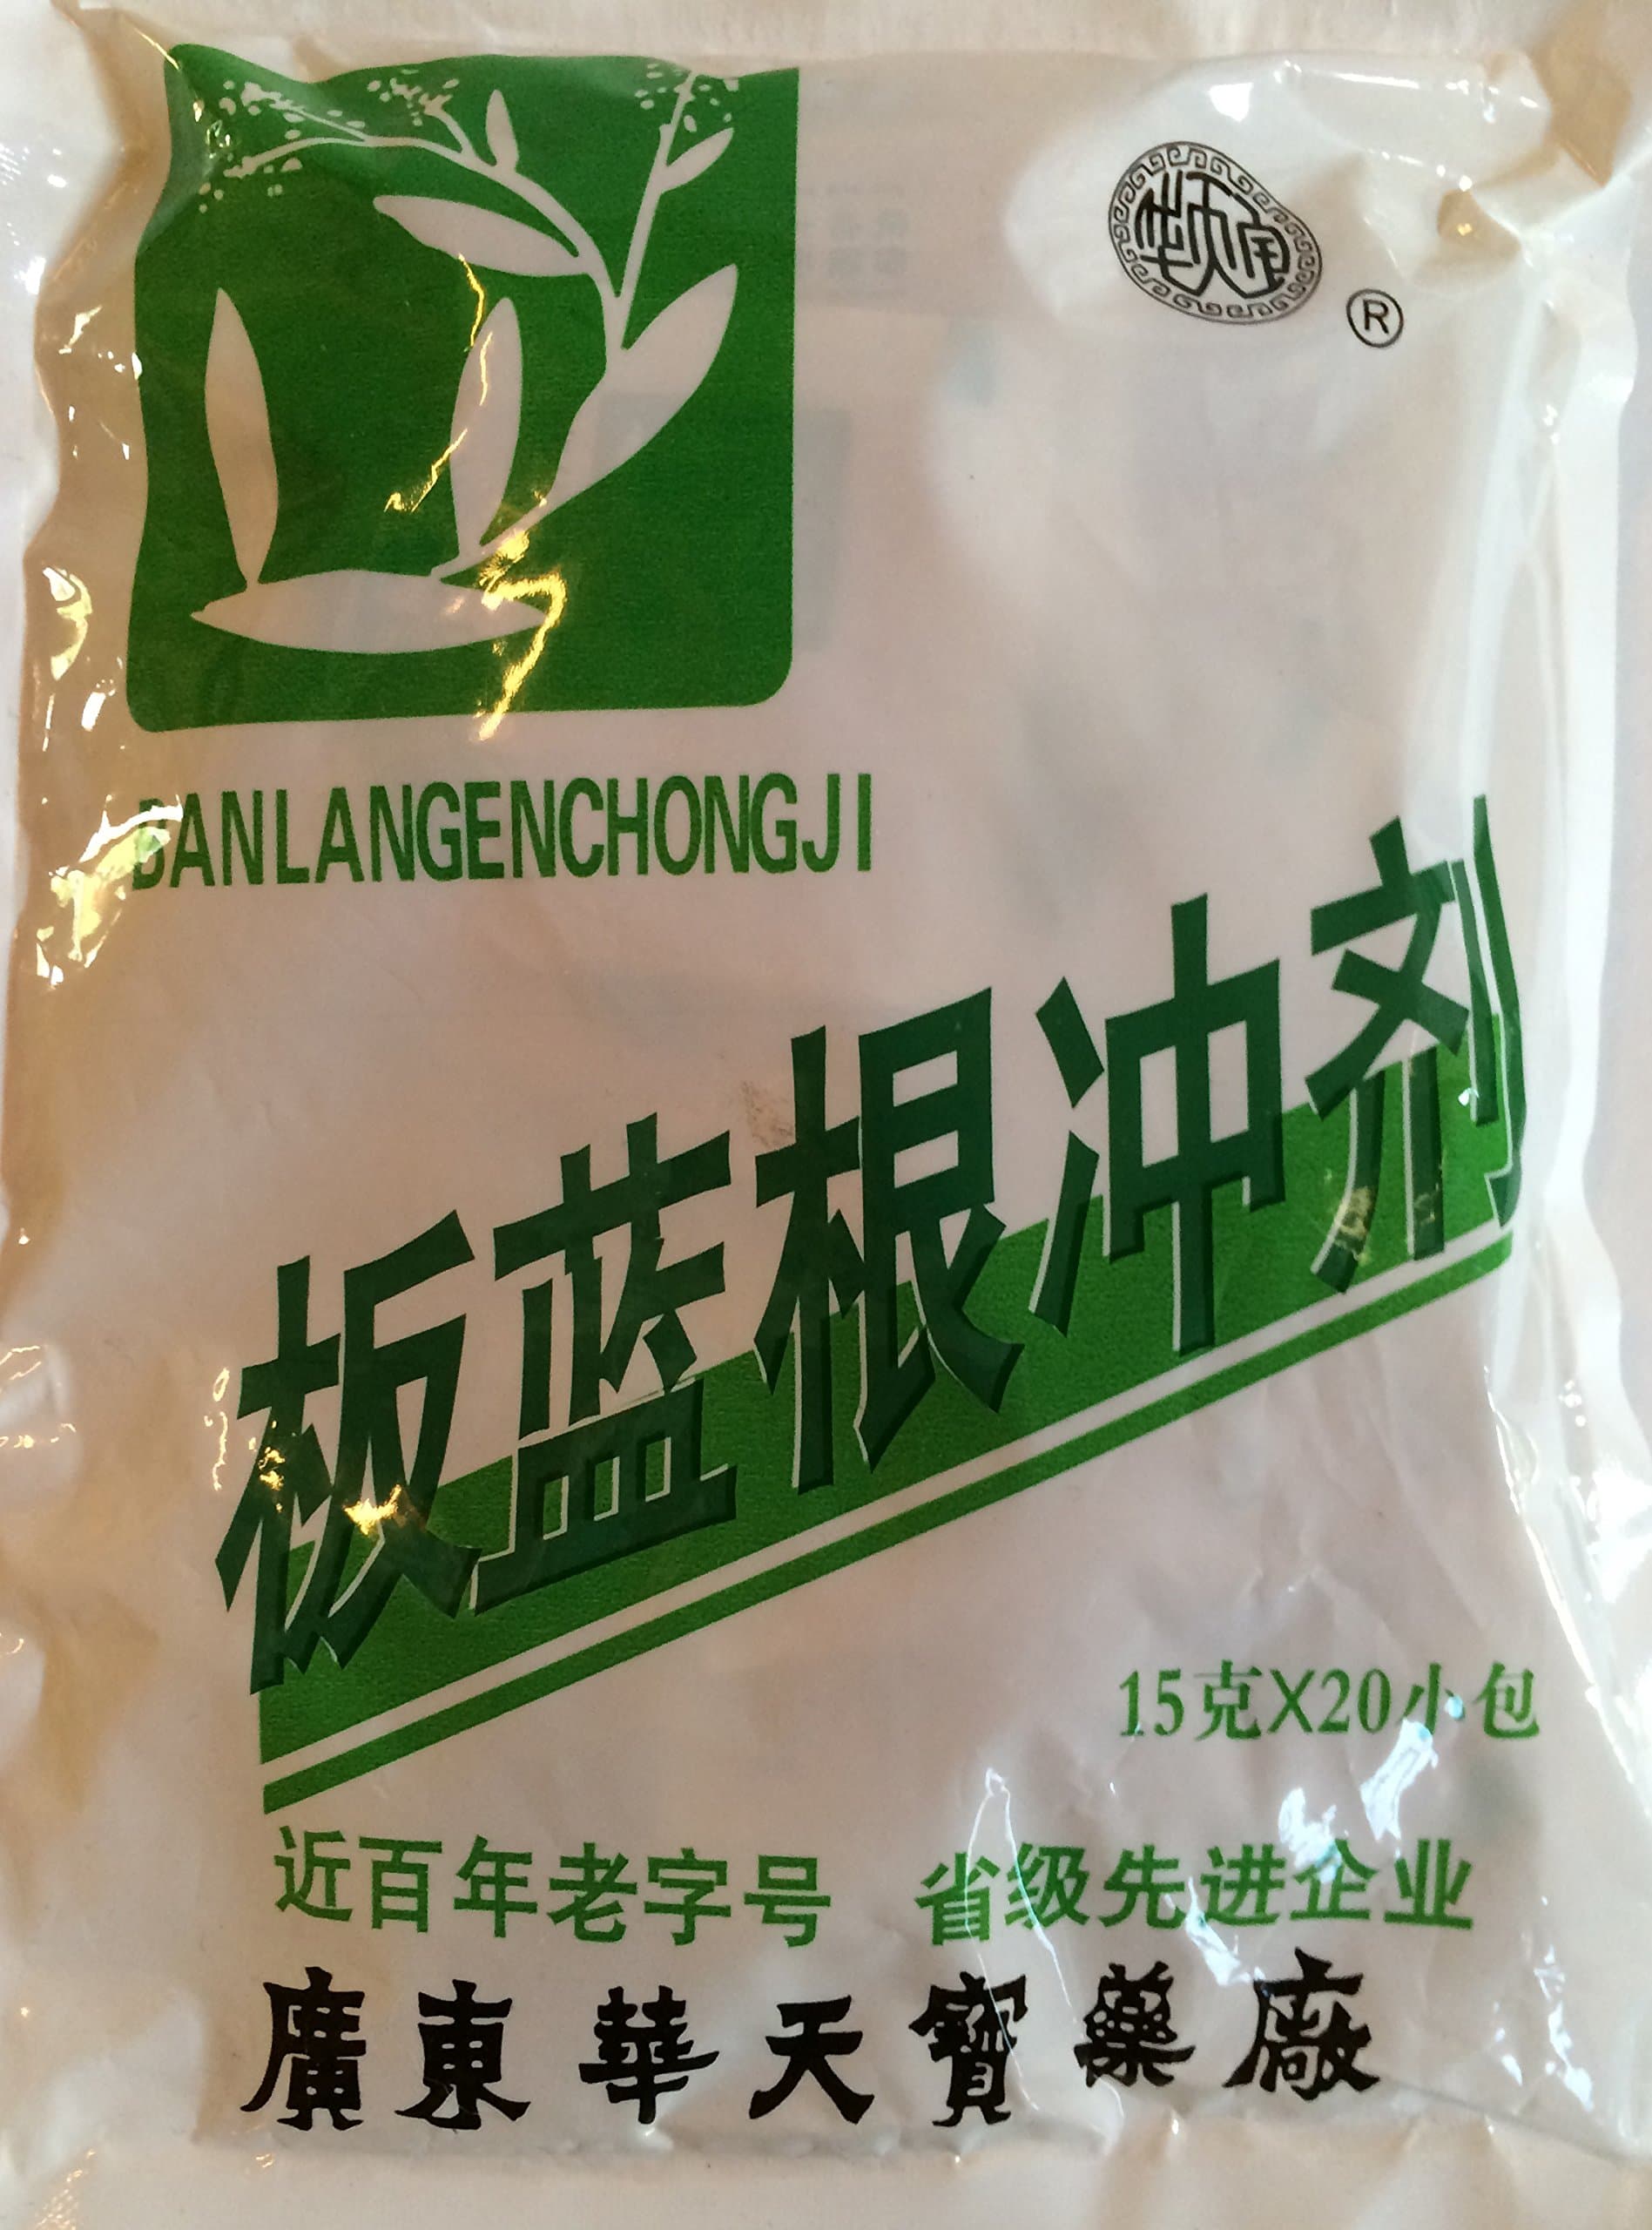 ®
BANLANGENCHONGJI
板蓝根冲剂
15克X20小包
近百年老字号 省级先进企业
廣東華天寶藥廠